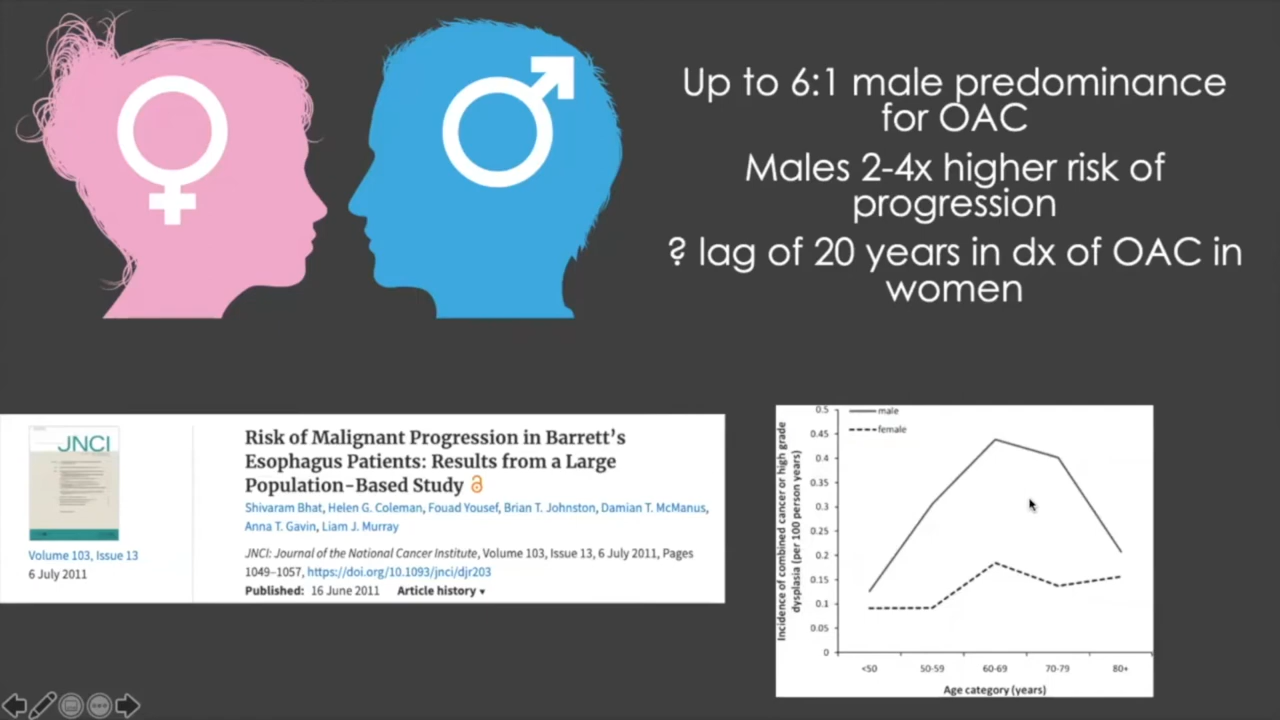 Up to 6:1 male predominance
for OAC
Males 2-4x higher risk of
progression
? lag of 20 years in dx of OAC in
women
JNCI
Volume 103, Issue 13
6 July 2011
Risk of Malignant Progression in Barrett’s
Esophagus Patients: Results from a Large
Population-Based Study
Shivaram Bhat, Helen G. Coleman, Fouad Yousef, Brian T. Johnston, Damian T. McManus,
Anna T. Gavin, Liam J. Murray
JNCI: Journal of the National Cancer Institute, Volume 103, Issue 13, 6 July 2011, Pages
1049–1057, https://doi.org/10.1093/jnci/djr203
Published: 16 June 2011 Article history ▾
Incidence of combined cancer or high grade
dysplasia (per 100 person years)
male
female
0.5
0.45
0.4
0.35
0.3
0.25
0.2
0.15
0.1
0.05
0
<50 50-59 60-69 70-79 80+
Age category (years)